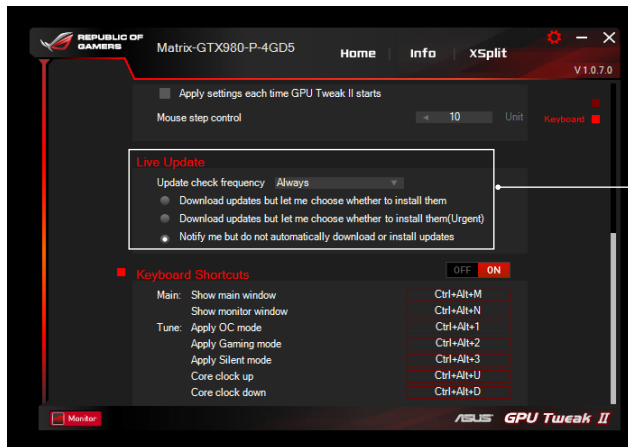 REPUBLIC OF
GAMERS
Matrix-GTX980-P-4GD5
Home
Info
XSplit
V1.0.7.0
Apply settings each time GPU Tweak II starts
Mouse step control
10
Unit
Keyboard
Live Update
Update check frequency Always
Download updates but let me choose whether to install them
Download updates but let me choose whether to install them(Urgent)
Notify me but do not automatically download or install updates
Keyboard Shortcuts
OFF ON
Main: Show main window Ctrl+Alt+M
Show monitor window Ctrl+Alt+N
Tune: Apply OC mode Ctrl+Alt+1
Apply Gaming mode Ctrl+Alt+2
Apply Silent mode Ctrl+Alt+3
Core clock up Ctrl+Alt+U
Core clock down Ctrl+Alt+D
Monitor
ASUS GPU Tweak II